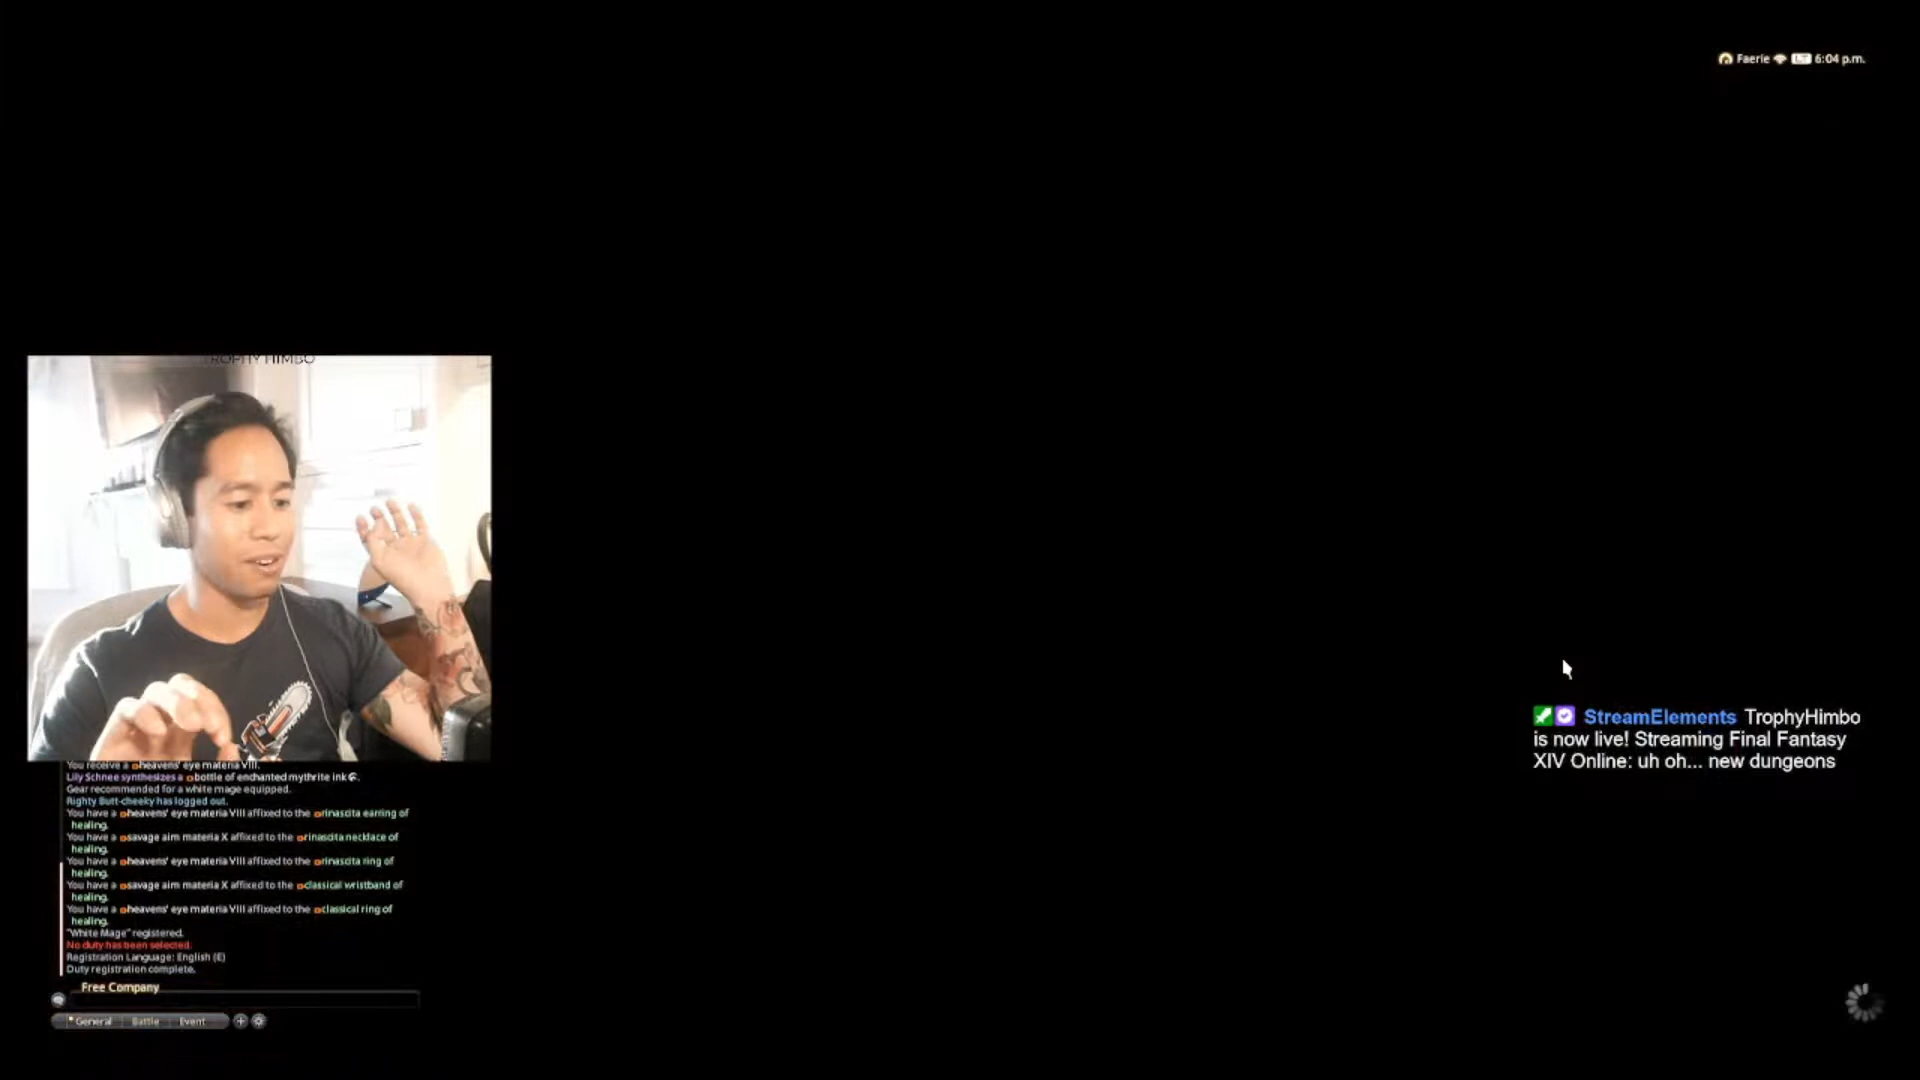 Faerie LT 6:04 p.m.
TROPHY HIMBO
You receive a heavens' eye materia VIII.
Lily Schnee synthesizes a bottle of enchanted mythrite ink.
Gear recommended for a white mage equipped.
Righty Butt-cheeky has logged out.
You have a heavens' eye materia VIII affixed to the rinascita earring of
healing.
You have a savage aim materia X affixed to the rinascita necklace of
healing.
You have a heavens' eye materia VIII affixed to the rinascita ring of
healing.
You have a savage aim materia X affixed to the classical wristband of
healing.
You have a heavens' eye materia VIII affixed to the classical ring of
healing.
"White Mage" registered.
No duty has been selected.
Registration Language: English (E)
Duty registration complete.
Free Company
General Battle Event
StreamElements TrophyHimbo
is now live! Streaming Final Fantasy
XIV Online: uh oh... new dungeons